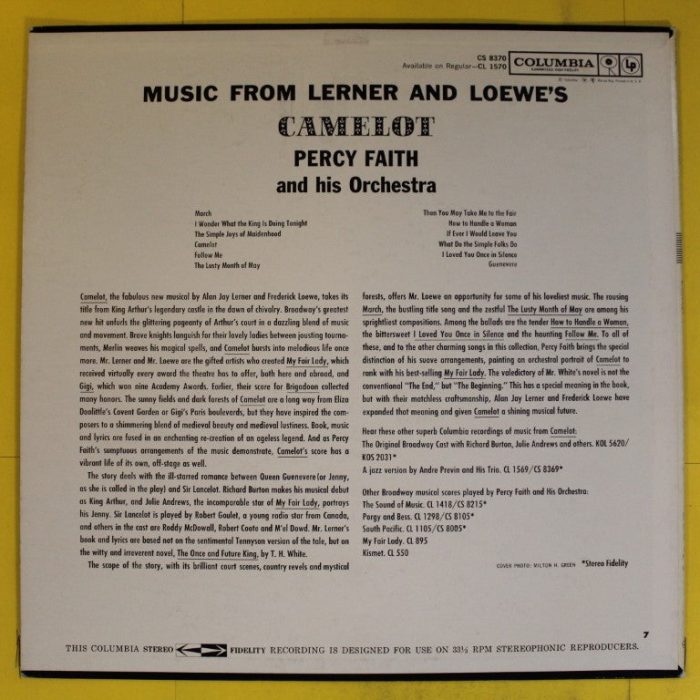 CS 8370
Available on Regular—CL 1570
COLUMBIA
LP
MUSIC FROM LERNER AND LOEWE'S
CAMELOT
PERCY FAITH
and his Orchestra
March
I Wonder What the King Is Doing Tonight
The Simple Joys of Maidenhood
Camelot
Follow Me
The Lusty Month of May
Then You May Take Me to the Fair
How to Handle a Woman
If Ever I Would Leave You
What Do the Simple Folks Do
I Loved You Once in Silence
Guenevere
Camelot, the fabulous new musical by Alan Jay Lerner and Frederick Loewe, takes its
title from King Arthur's legendary castle in the dawn of chivalry. Broadway's greatest
new hit unfurls the glittering pageantry of Arthur's court in a dazzling blend of music
and movement. Brave knights languish for their lovely ladies between jousting tourna-
ments, Merlin weaves his magical spells, and Camelot bursts into melodious life once
more. Mr. Lerner and Mr. Loewe are the gifted artists who created My Fair Lady, which
received virtually every award the theatre has to offer, both here and abroad, and
Gigi, which won nine Academy Awards. Earlier, their score for Brigadoon collected
many honors. The sunny fields and dark forests of Camelot are a long way from Eliza
Doolittle's Covent Garden or Gigi's Paris boulevards, but they have inspired the com-
posers to a shimmering blend of medieval beauty and medieval lustiness. Book, music
and lyrics are fused in an enchanting re-creation of an ageless legend. And as Percy
Faith's sumptuous arrangements of the music demonstrate, Camelot's score has a
vibrant life of its own, off-stage as well.
The story deals with the ill-starred romance between Queen Guenevere (or Jenny,
as she is called in the play) and Sir Lancelot. Richard Burton makes his musical debut
as King Arthur, and Julie Andrews, the incomparable star of My Fair Lady, portrays
his Jenny. Sir Lancelot is played by Robert Goulet, a young radio star from Canada,
and others in the cast are Roddy McDowall, Robert Coote and M'el Dowd. Mr. Lerner's
book and lyrics are based not on the sentimental Tennyson version of the tale, but on
the witty and irreverent novel, The Once and Future King, by T. H. White.
The scope of the story, with its brilliant court scenes, country revels and mystical
forests, offers Mr. Loewe an opportunity for some of his loveliest music. The rousing
March, the bustling title song and the zestful The Lusty Month of May are among his
sprightliest compositions. Among the ballads are the tender How to Handle a Woman,
the bittersweet I Loved You Once in Silence and the haunting Follow Me. To all of
these, and to the other charming songs in this collection, Percy Faith brings the special
distinction of his suave arrangements, painting an orchestral portrait of Camelot to
rank with his best-selling My Fair Lady. The valedictory of Mr. White's novel is not the
conventional "The End," but "The Beginning." This has a special meaning in the book,
but with their matchless craftsmanship, Alan Jay Lerner and Frederick Loewe have
expanded that meaning and given Camelot a shining musical future.
Hear these other superb Columbia recordings of music from Camelot:
The Original Broadway Cast with Richard Burton, Julie Andrews and others. KOL 5620/
KOS 2031*
A jazz version by Andre Previn and His Trio. CL 1569/CS 8369*
Other Broadway musical scores played by Percy Faith and His Orchestra:
The Sound of Music. CL 1418/CS 8215*
Porgy and Bess. CL 1298/CS 8105*
South Pacific. CL 1105/CS 8005*
My Fair Lady. CL 895
Kismet. CL 550
COVER PHOTO: MILTON H. GREEN *Stereo Fidelity
7
THIS COLUMBIA STEREO FIDELITY RECORDING IS DESIGNED FOR USE ON 33⅓ RPM STEREOPHONIC REPRODUCERS.